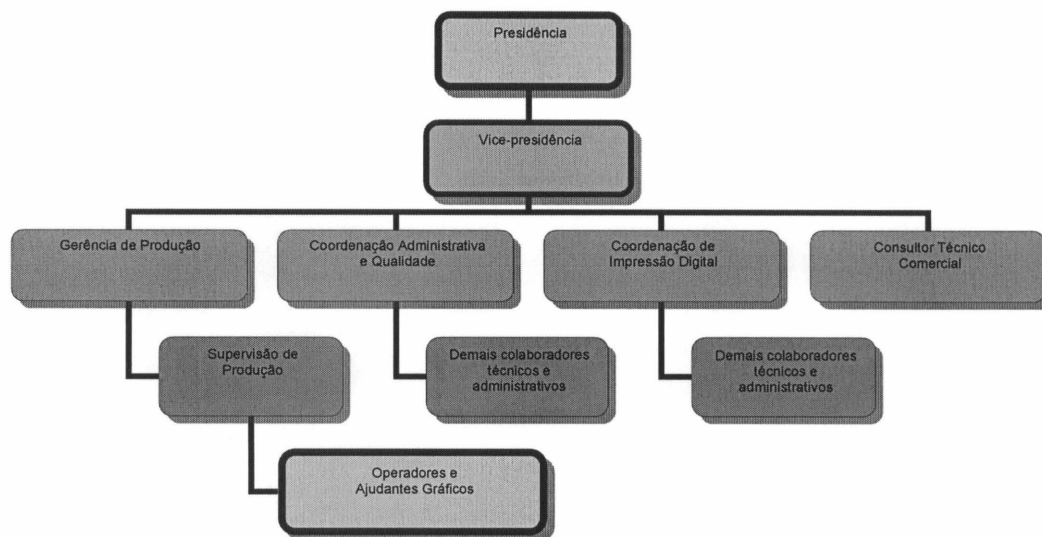 Presidência
Vice-presidência
Gerência de Produção
Coordenação Administrativa
e Qualidade
Coordenação de
Impressão Digital
Consultor Técnico
Comercial
Supervisão de
Produção
Demais colaboradores
técnicos e
administrativos
Demais colaboradores
técnicos e
administrativos
Operadores e
Ajudantes Gráficos